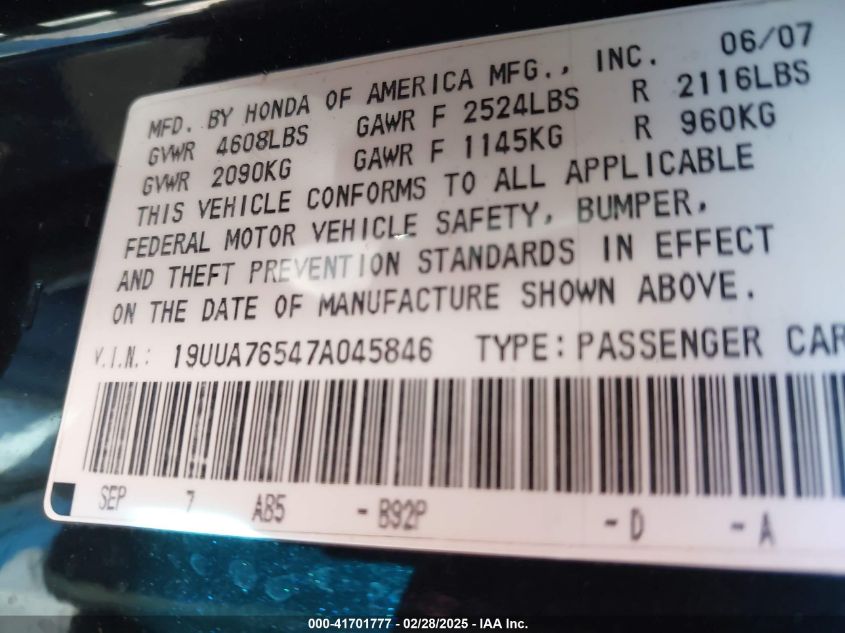 MFD. BY HONDA OF AMERICA MFG., INC. 06/07
GVWR 4608LBS GAWR F 2524LBS R 2116LBS
GVWR 2090KG GAWR F 1145KG R 960KG
THIS VEHICLE CONFORMS TO ALL APPLICABLE
FEDERAL MOTOR VEHICLE SAFETY, BUMPER,
AND THEFT PREVENTION STANDARDS IN EFFECT
ON THE DATE OF MANUFACTURE SHOWN ABOVE.
V.I.N.: 19UUA76547A045846 TYPE: PASSENGER CAR
SEP 7 AB5 - B92P - D - A
000-41701777 - 02/28/2025 - IAA Inc.